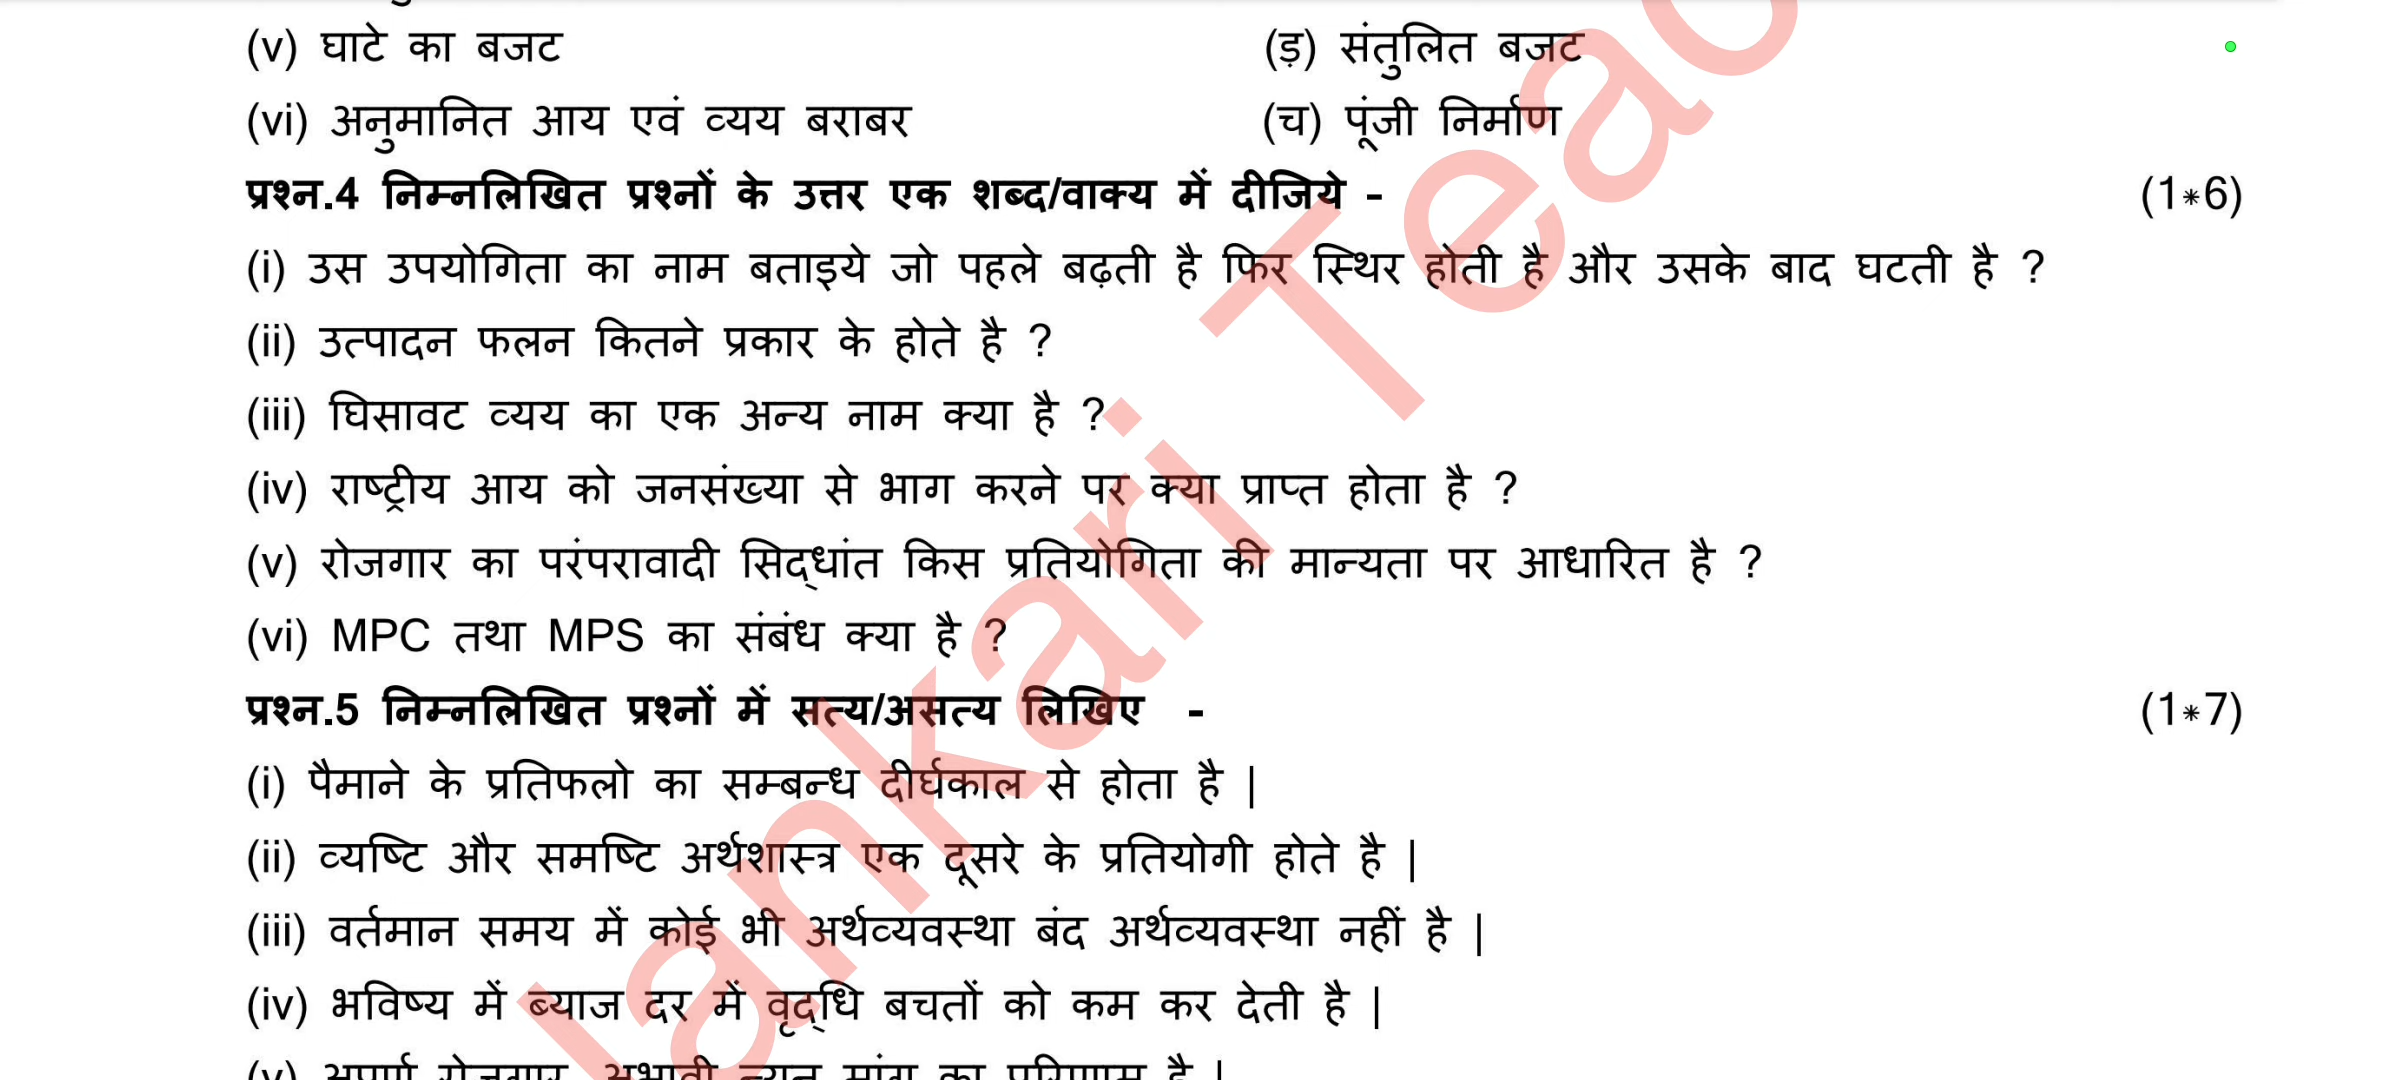 (v) घाटे का बजट (ड़) संतुलित बजट
(vi) अनुमानित आय एवं व्यय बराबर (च) पूंजी निर्माण
प्रश्न.4 निम्नलिखित प्रश्नों के उत्तर एक शब्द/वाक्य में दीजिये - (1*6)
(i) उस उपयोगिता का नाम बताइये जो पहले बढ़ती है फिर स्थिर होती है और उसके बाद घटती है ?
(ii) उत्पादन फलन कितने प्रकार के होते है ?
(iii) घिसावट व्यय का एक अन्य नाम क्या है ?
(iv) राष्ट्रीय आय को जनसंख्या से भाग करने पर क्या प्राप्त होता है ?
(v) रोजगार का परंपरावादी सिद्धांत किस प्रतियोगिता की मान्यता पर आधारित है ?
(vi) MPC तथा MPS का संबंध क्या है ?
प्रश्न.5 निम्नलिखित प्रश्नों में सत्य/असत्य लिखिए - (1*7)
(i) पैमाने के प्रतिफलो का सम्बन्ध दीर्घकाल से होता है |
(ii) व्यष्टि और समष्टि अर्थशास्त्र एक दूसरे के प्रतियोगी होते है |
(iii) वर्तमान समय में कोई भी अर्थव्यवस्था बंद अर्थव्यवस्था नहीं है |
(iv) भविष्य में ब्याज दर में वृद्धि बचतों को कम कर देती है |
(v) अपूर्ण रोजगार, अभावी न्यून मांग का परिणाम है |